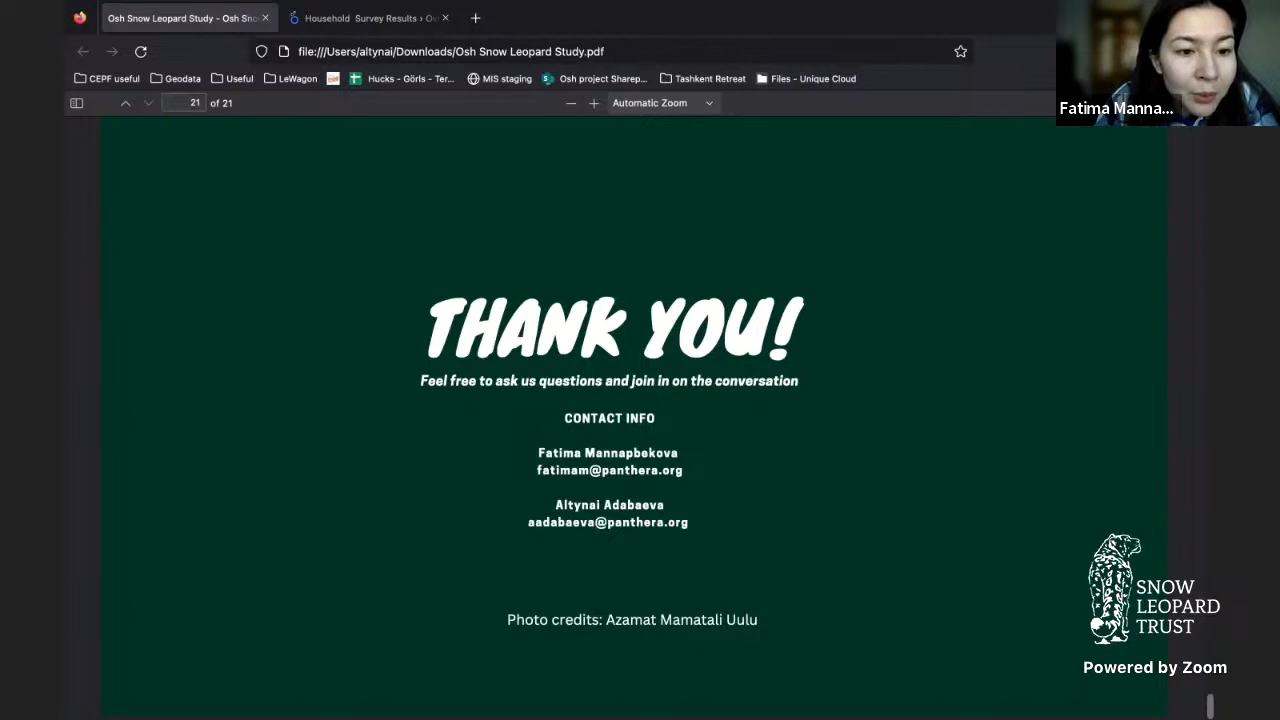 Osh Snow Leopard Study - Osh Sno
Household Survey Results › O
file:///Users/altynai/Downloads/Osh Snow Leopard Study.pdf
CEPF useful
Geodata
Useful
LeWagon
Hucks - Görls - Ter...
MIS staging
Osh project Sharep...
Tashkent Retreat
Files - Unique Cloud
21 of 21
Automatic Zoom
Fatima Manna...
THANK YOU!
Feel free to ask us questions and join in on the conversation
CONTACT INFO
Fatima Mannapbekova
fatimam@panthera.org
Altynai Adabaeva
aadabaeva@panthera.org
Photo credits: Azamat Mamatali Uulu
SNOW
LEOPARD
TRUST
Powered by Zoom